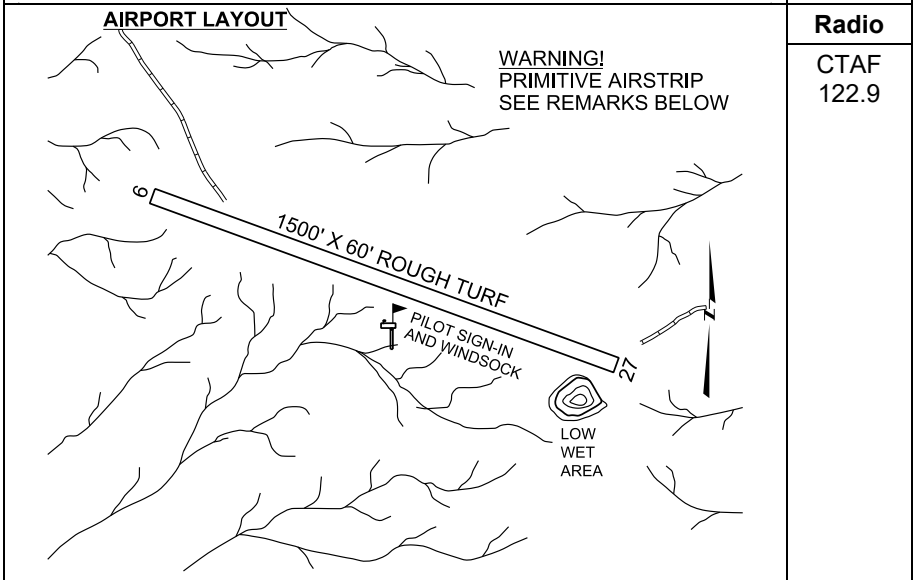 AIRPORT LAYOUT
WARNING!
PRIMITIVE AIRSTRIP
SEE REMARKS BELOW
Radio
CTAF
122.9
9
1500' X 60' ROUGH TURF
27
PILOT SIGN-IN
AND WINDSOCK
N
LOW
WET
AREA